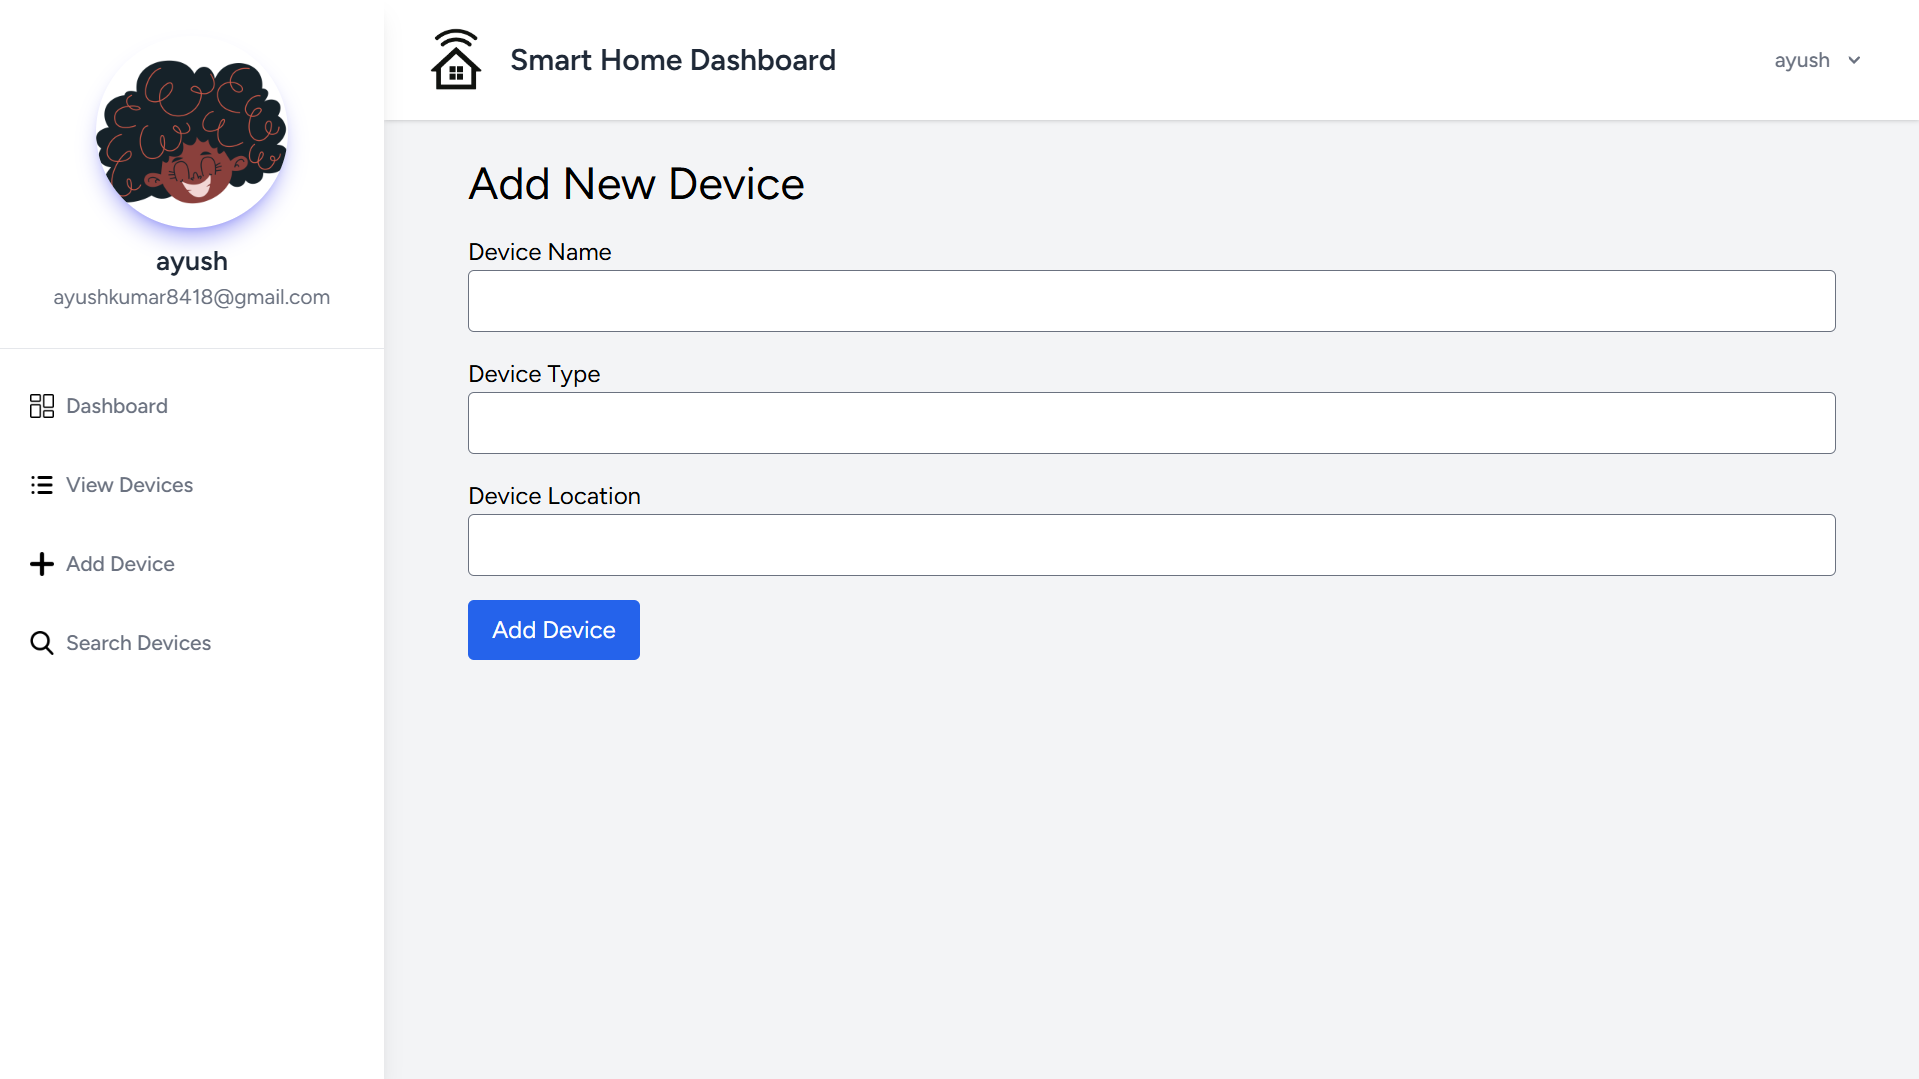 ayush
ayushkumar8418@gmail.com
Dashboard
View Devices
Add Device
Search Devices
Smart Home Dashboard
ayush
Add New Device
Device Name
Device Type
Device Location
Add Device